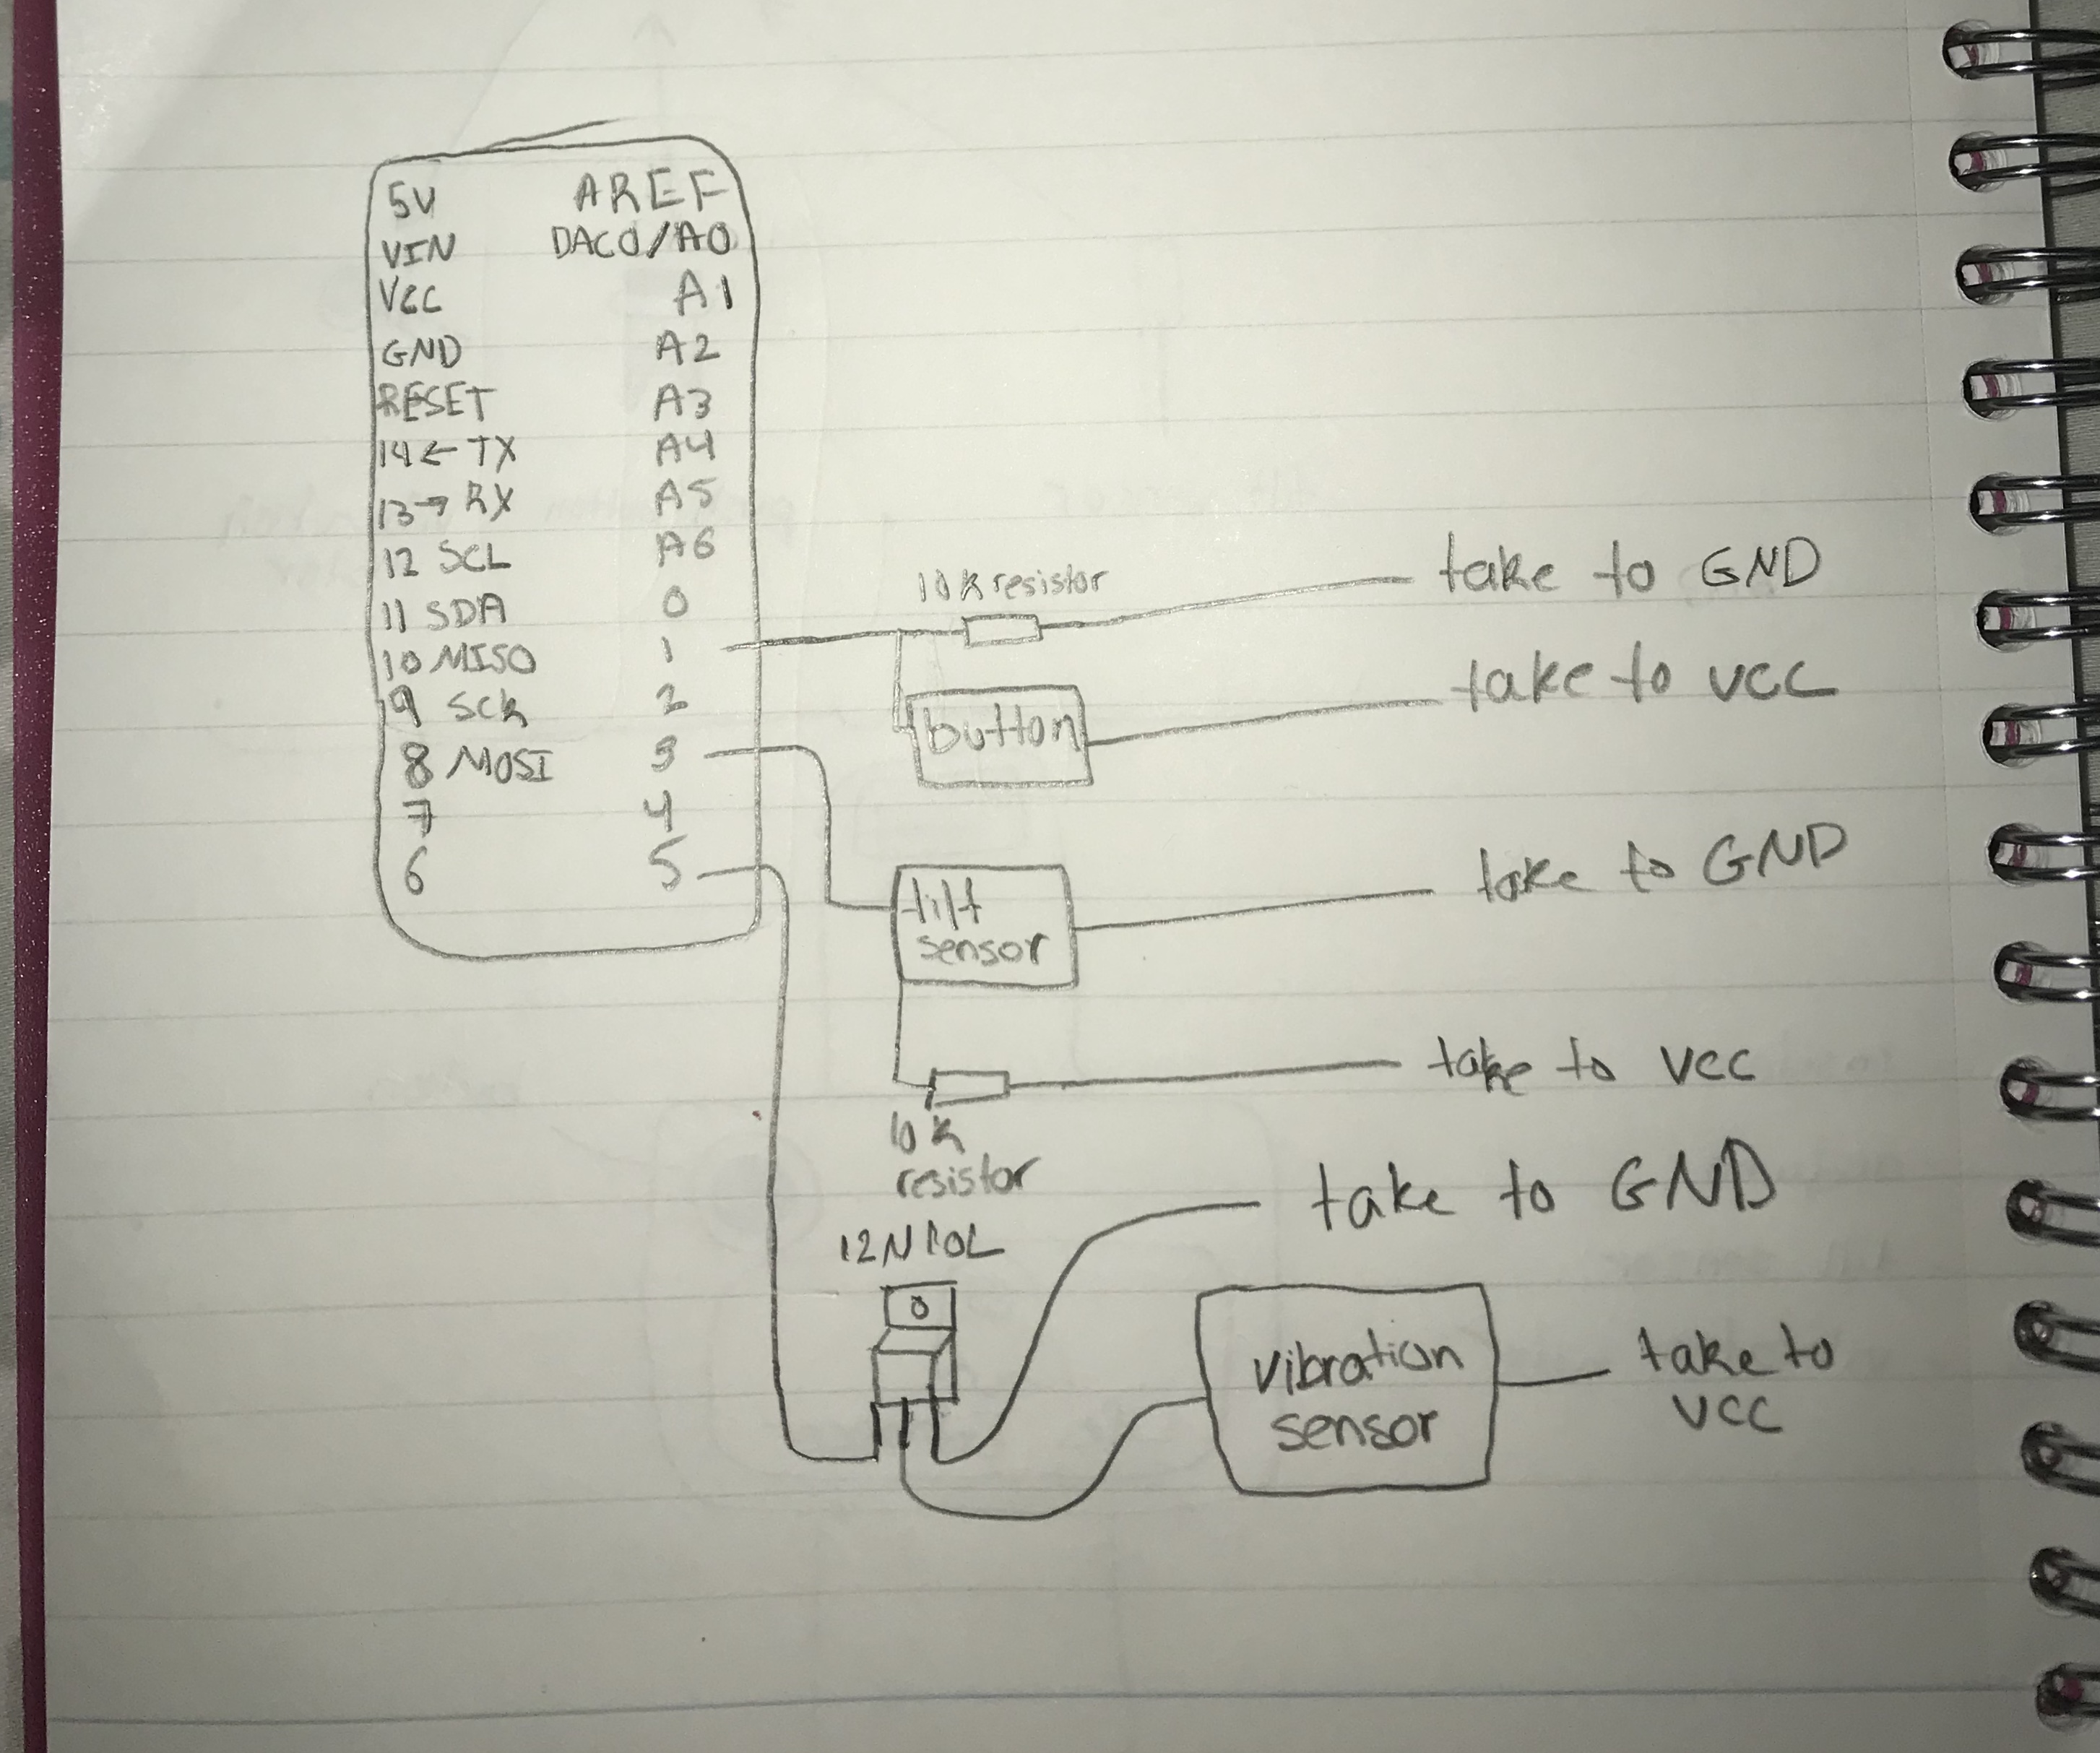 5V AREF
VIN DAC0/A0
VCC A1
GND A2
RESET A3
14← TX A4
13→ RX A5
12 SCL A6
11 SDA 0
10 MISO 1
9 SCK 2
8 MOSI 3
7 4
6 5
10k resistor
take to GND
button
take to VCC
tilt
sensor
take to GND
10k
resistor
take to VCC
12N10L
take to GND
vibration
sensor
take to
VCC